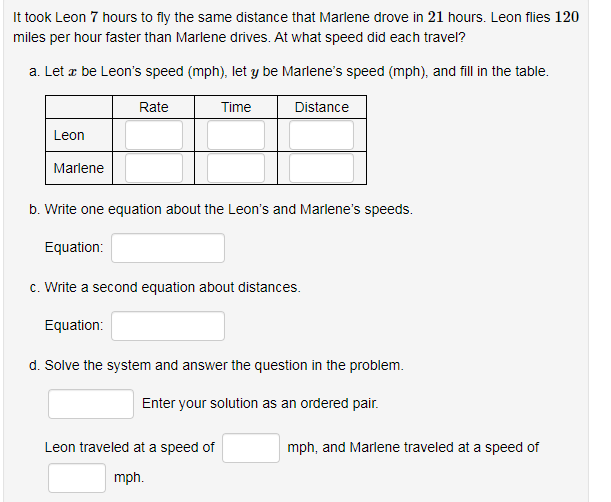 It took Leon 7 hours to fly the same distance that Marlene drove in 21 hours. Leon flies 120
miles per hour faster than Marlene drives. At what speed did each travel?
a. Let x be Leon's speed (mph), let y be Marlene's speed (mph), and fill in the table.
Rate Time Distance
Leon
Marlene
b. Write one equation about the Leon's and Marlene's speeds.
Equation:
c. Write a second equation about distances.
Equation:
d. Solve the system and answer the question in the problem.
Enter your solution as an ordered pair.
Leon traveled at a speed of mph, and Marlene traveled at a speed of
mph.